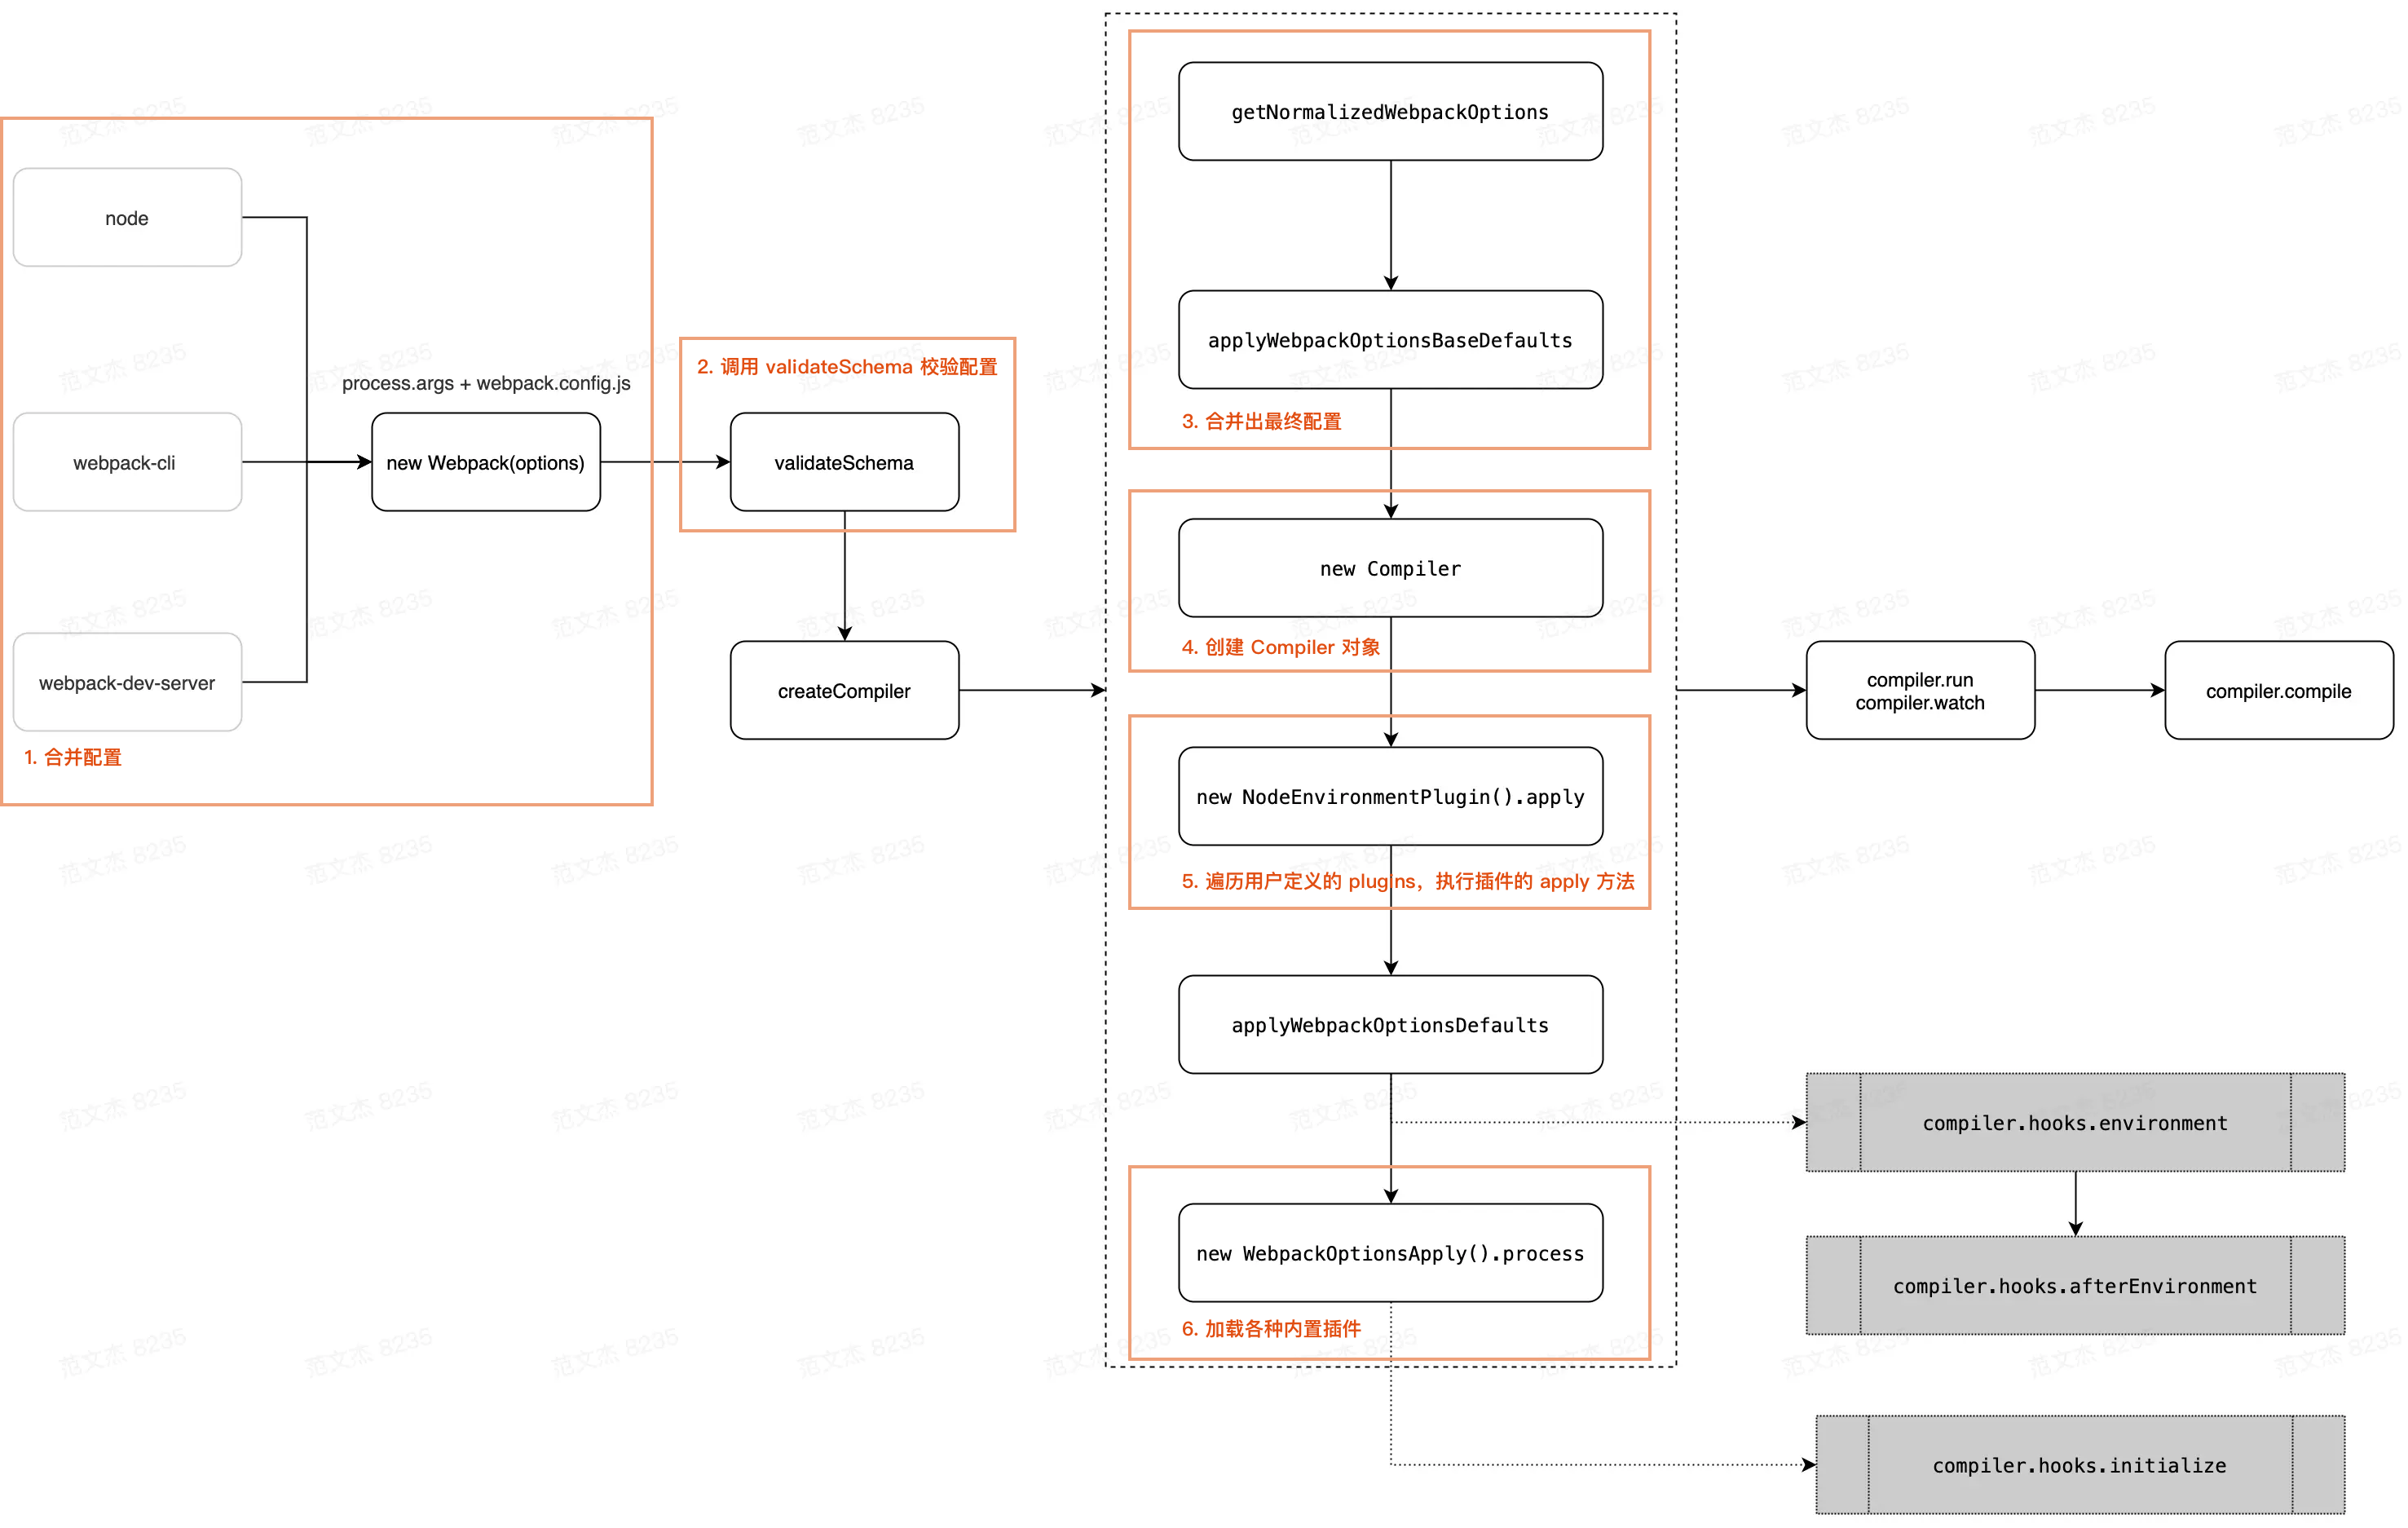 node
webpack-cli
webpack-dev-server
1. 合并配置
process.args + webpack.config.js
new Webpack(options)
2. 调用 validateSchema 校验配置
validateSchema
createCompiler
getNormalizedWebpackOptions
applyWebpackOptionsBaseDefaults
3. 合并出最终配置
new Compiler
4. 创建 Compiler 对象
new NodeEnvironmentPlugin().apply
5. 遍历用户定义的 plugins，执行插件的 apply 方法
applyWebpackOptionsDefaults
new WebpackOptionsApply().process
6. 加载各种内置插件
compiler.run
compiler.watch
compiler.compile
compiler.hooks.environment
compiler.hooks.afterEnvironment
compiler.hooks.initialize
范文杰 8235